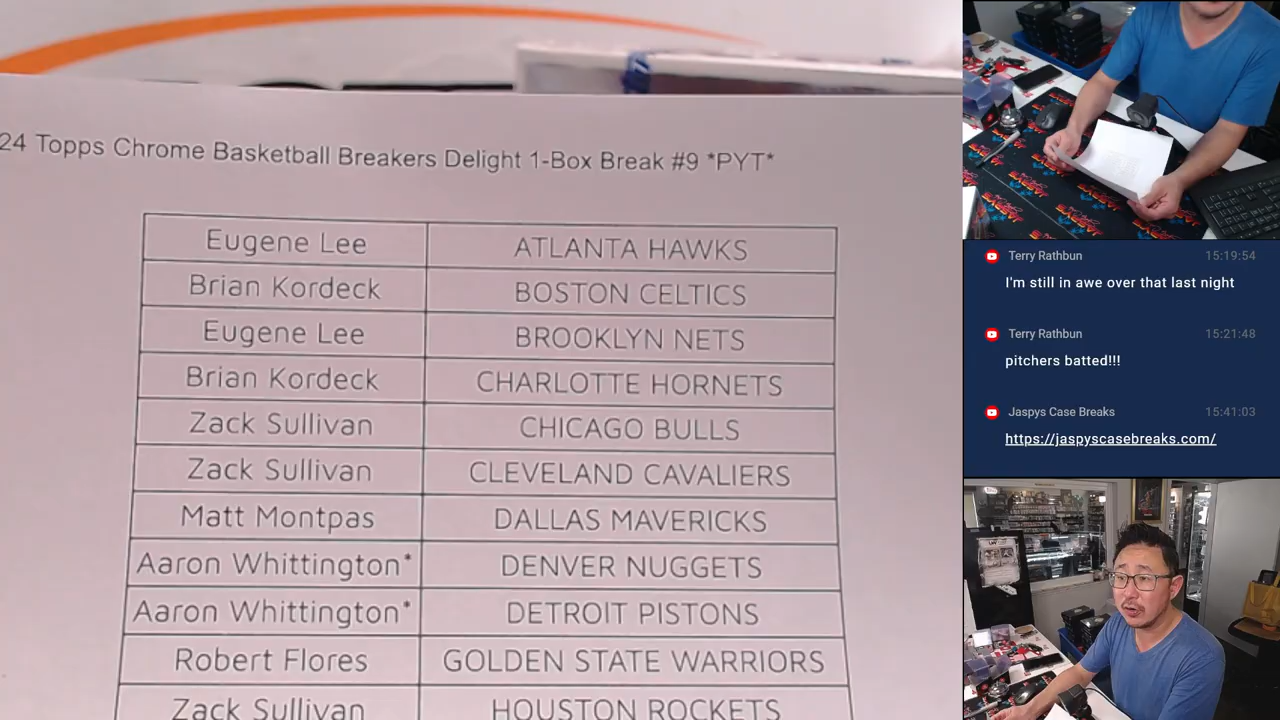 24 Topps Chrome Basketball Breakers Delight 1-Box Break #9 *PYT*
Eugene Lee ATLANTA HAWKS
Brian Kordeck BOSTON CELTICS
Eugene Lee BROOKLYN NETS
Brian Kordeck CHARLOTTE HORNETS
Zack Sullivan CHICAGO BULLS
Zack Sullivan CLEVELAND CAVALIERS
Matt Montpas DALLAS MAVERICKS
Aaron Whittington* DENVER NUGGETS
Aaron Whittington* DETROIT PISTONS
Robert Flores GOLDEN STATE WARRIORS
Zack Sullivan HOUSTON ROCKETS
Terry Rathbun 15:19:54
I'm still in awe over that last night
Terry Rathbun 15:21:48
pitchers batted!!!
Jaspys Case Breaks 15:41:03
https://jaspyscasebreaks.com/